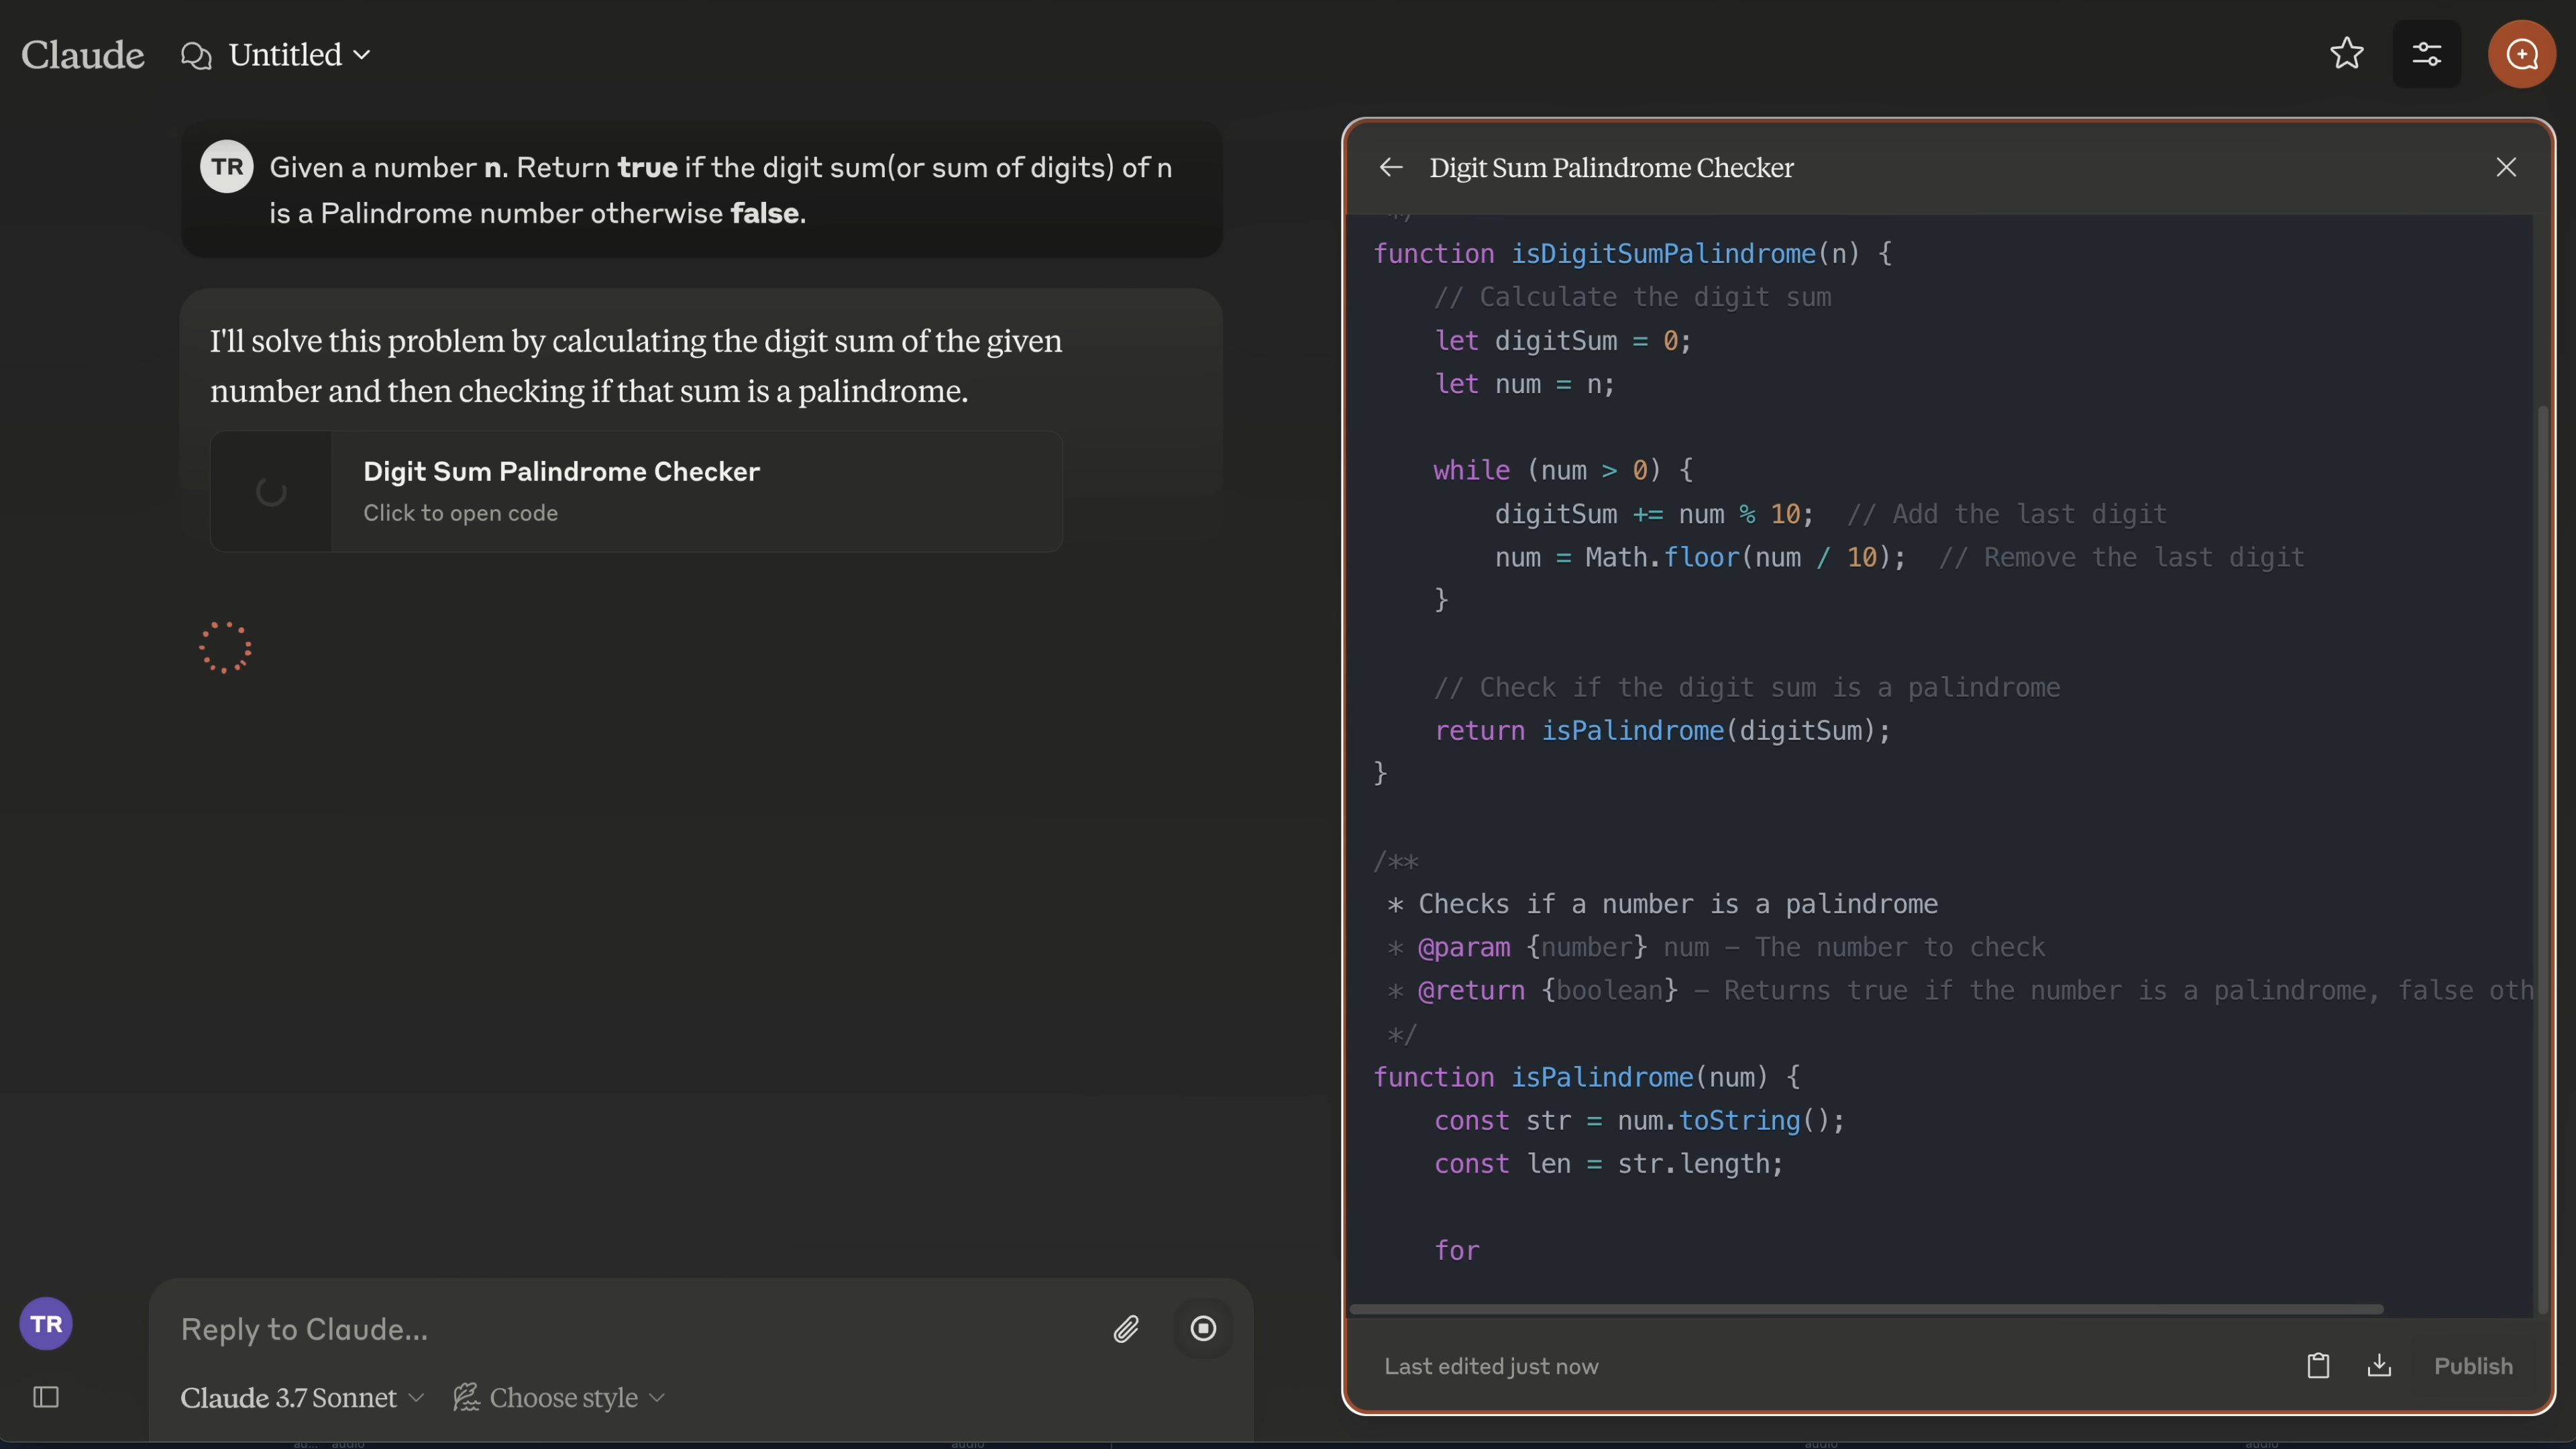 Claude
Untitled
TR
Given a number n. Return true if the digit sum(or sum of digits) of n
is a Palindrome number otherwise false.
I'll solve this problem by calculating the digit sum of the given
number and then checking if that sum is a palindrome.
Digit Sum Palindrome Checker
Click to open code
TR
Reply to Claude...
Claude 3.7 Sonnet
Choose style
Digit Sum Palindrome Checker
*/
function isDigitSumPalindrome(n) {
// Calculate the digit sum
let digitSum = 0;
let num = n;
while (num > 0) {
digitSum += num % 10; // Add the last digit
num = Math.floor(num / 10); // Remove the last digit
}
// Check if the digit sum is a palindrome
return isPalindrome(digitSum);
}
/**
* Checks if a number is a palindrome
* @param {number} num – The number to check
* @return {boolean} – Returns true if the number is a palindrome, false oth
*/
function isPalindrome(num) {
const str = num.toString();
const len = str.length;
for
Last edited just now
Publish